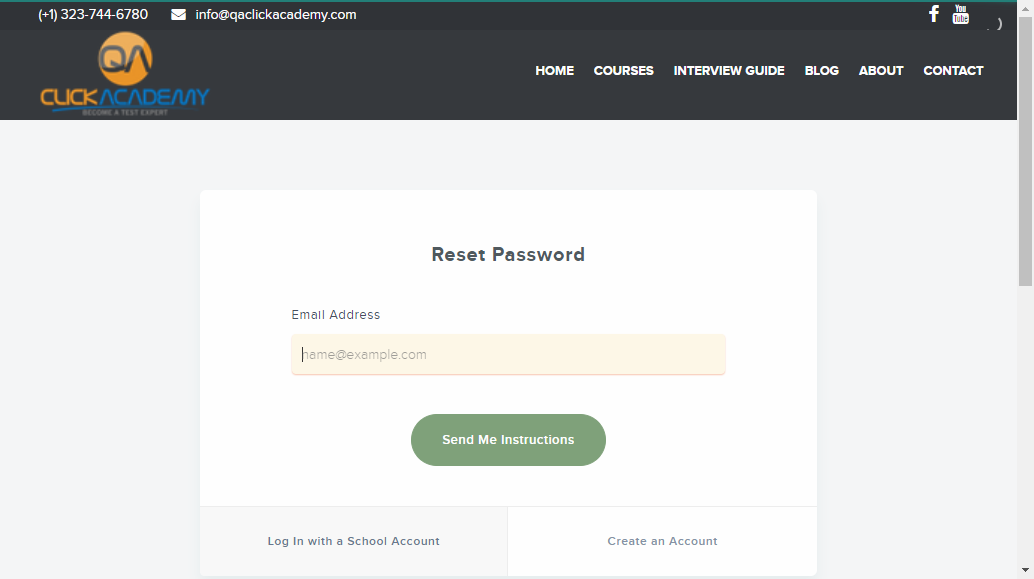 (+1) 323-744-6780 info@qaclickacademy.com
You
Tube
QA
CLICKACADEMY
BECOME A TEST EXPERT
HOME COURSES INTERVIEW GUIDE BLOG ABOUT CONTACT
Reset Password
Email Address
name@example.com
Send Me Instructions
Log In with a School Account
Create an Account